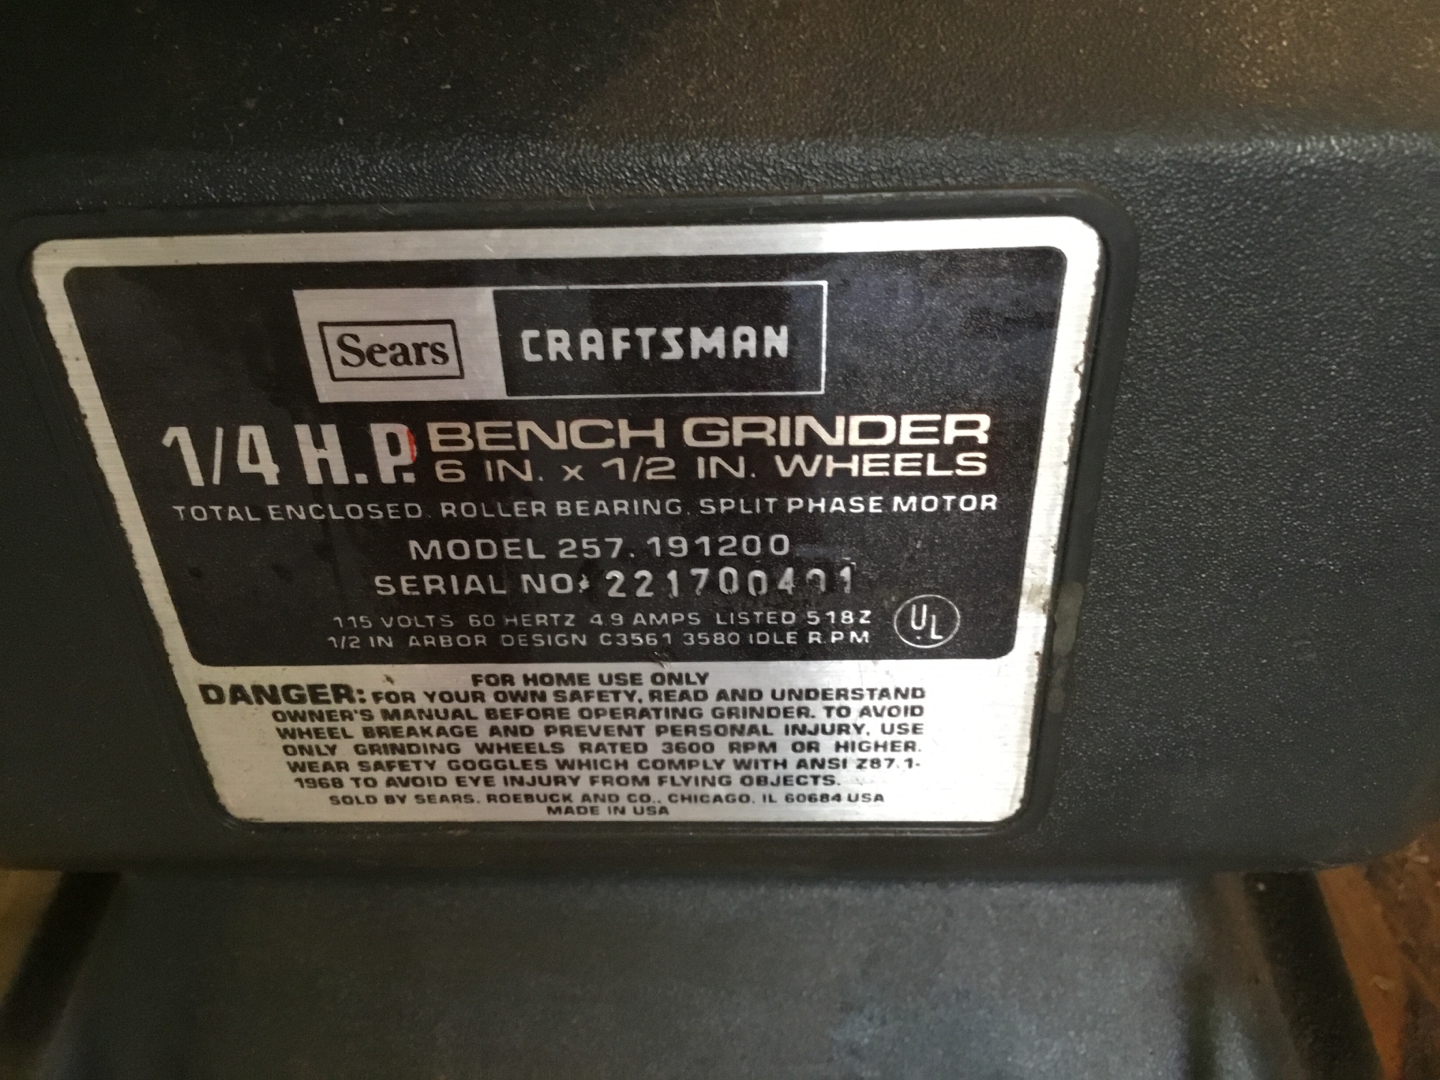 Sears CRAFTSMAN
1/4 H.P. BENCH GRINDER
6 IN. x 1/2 IN. WHEELS
TOTAL ENCLOSED. ROLLER BEARING. SPLIT PHASE MOTOR
MODEL 257.191200
SERIAL NO:
115 VOLTS 60 HERTZ 4.9 AMPS LISTED 518Z
1/2 IN ARBOR DESIGN C3561 3580 IDLE R.P.M
UL
FOR HOME USE ONLY
DANGER: FOR YOUR OWN SAFETY, READ AND UNDERSTAND
OWNER'S MANUAL BEFORE OPERATING GRINDER. TO AVOID
WHEEL BREAKAGE AND PREVENT PERSONAL INJURY, USE
ONLY GRINDING WHEELS RATED 3600 RPM OR HIGHER.
WEAR SAFETY GOGGLES WHICH COMPLY WITH ANSI Z87.1-
1968 TO AVOID EYE INJURY FROM FLYING OBJECTS.
SOLD BY SEARS, ROEBUCK AND CO., CHICAGO, IL 60684 USA
MADE IN USA